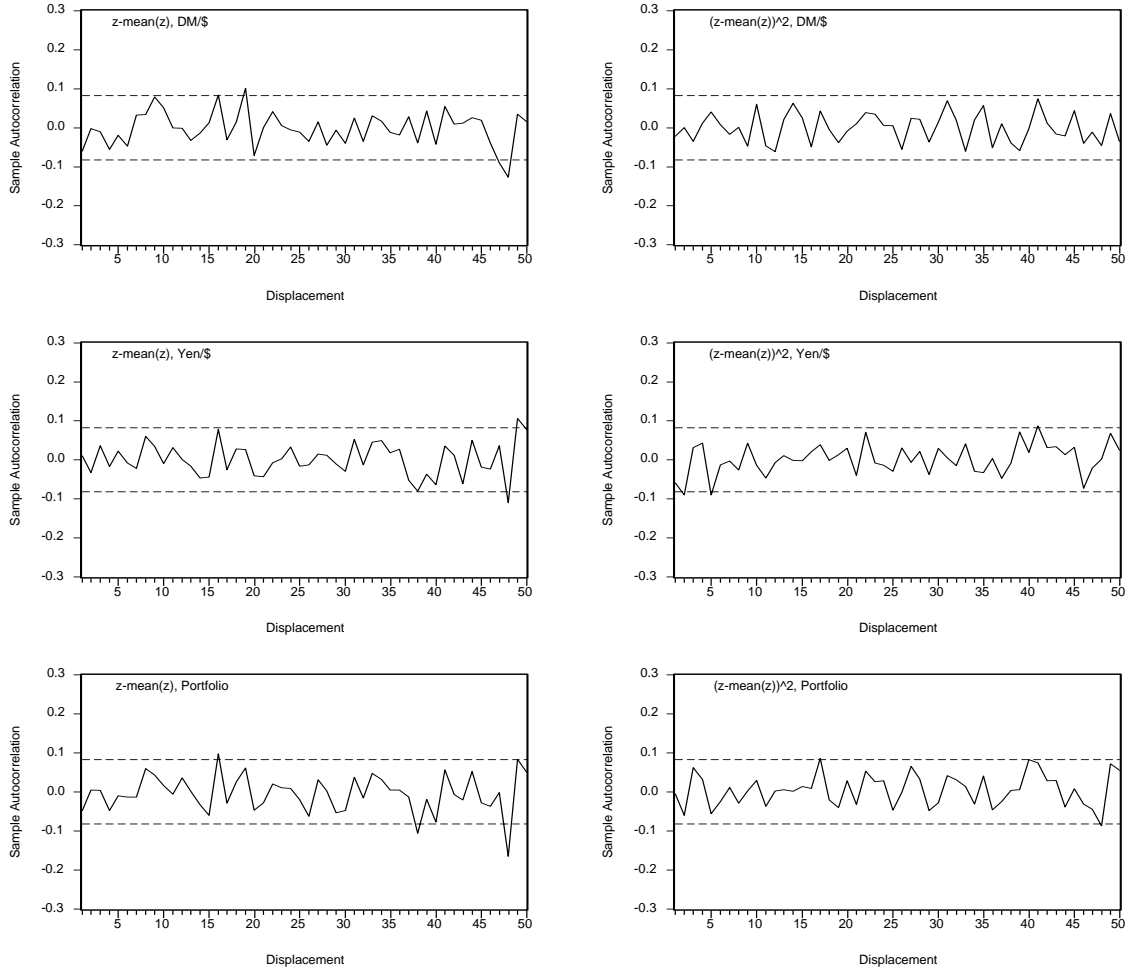 z-mean(z), DM/$
0.3
0.2
0.1
0.0
-0.1
-0.2
-0.3
Sample Autocorrelation
5 10 15 20 25 30 35 40 45 50
Displacement
(z-mean(z))^2, DM/$
0.3
0.2
0.1
0.0
-0.1
-0.2
-0.3
Sample Autocorrelation
5 10 15 20 25 30 35 40 45 50
Displacement
z-mean(z), Yen/$
0.3
0.2
0.1
0.0
-0.1
-0.2
-0.3
Sample Autocorrelation
5 10 15 20 25 30 35 40 45 50
Displacement
(z-mean(z))^2, Yen/$
0.3
0.2
0.1
0.0
-0.1
-0.2
-0.3
Sample Autocorrelation
5 10 15 20 25 30 35 40 45 50
Displacement
z-mean(z), Portfolio
0.3
0.2
0.1
0.0
-0.1
-0.2
-0.3
Sample Autocorrelation
5 10 15 20 25 30 35 40 45 50
Displacement
(z-mean(z))^2, Portfolio
0.3
0.2
0.1
0.0
-0.1
-0.2
-0.3
Sample Autocorrelation
5 10 15 20 25 30 35 40 45 50
Displacement